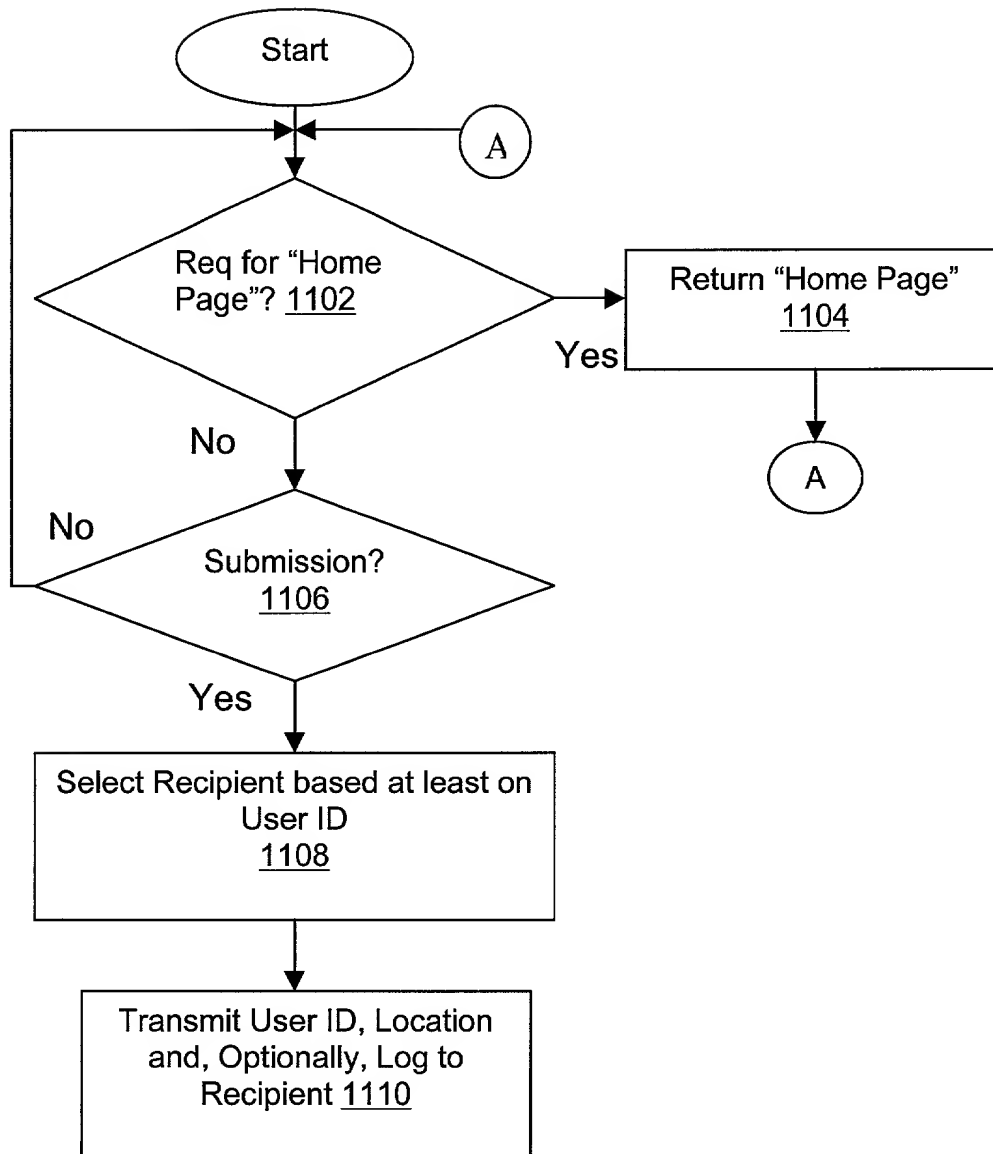 Start
A
Req for “Home
Page”? 1102
Return “Home Page”
1104
Yes
No
A
No
Submission?
1106
Yes
Select Recipient based at least on
User ID
1108
Transmit User ID, Location
and, Optionally, Log to
Recipient 1110